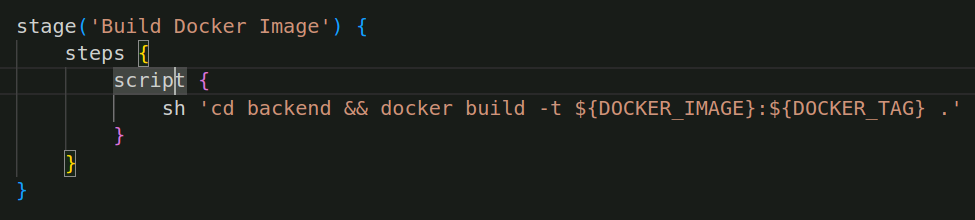 stage('Build Docker Image') {
    steps {
        script {
            sh 'cd backend && docker build -t ${DOCKER_IMAGE}:${DOCKER_TAG} .'
        }
    }
}